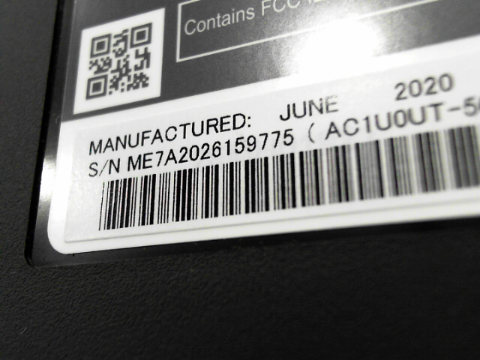 Contains FCC
MANUFACTURED: JUNE 2020
S/N ME7A2026159775 ( AC1U0UT-5